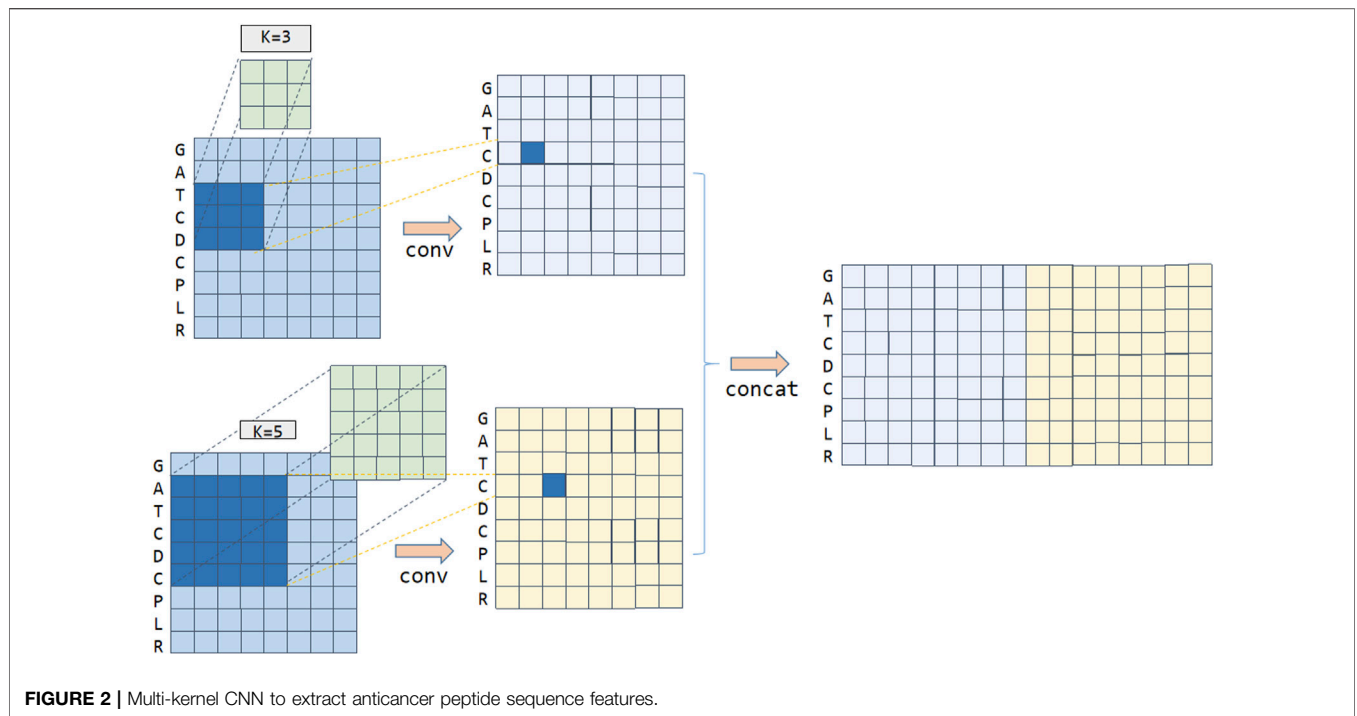 K=3
G
A
T
C
D
C
P
L
R
conv
G
A
T
C
D
C
P
L
R
K=5
G
A
T
C
D
C
P
L
R
conv
G
A
T
C
D
C
P
L
R
concat
G
A
T
C
D
C
P
L
R
FIGURE 2 | Multi-kernel CNN to extract anticancer peptide sequence features.